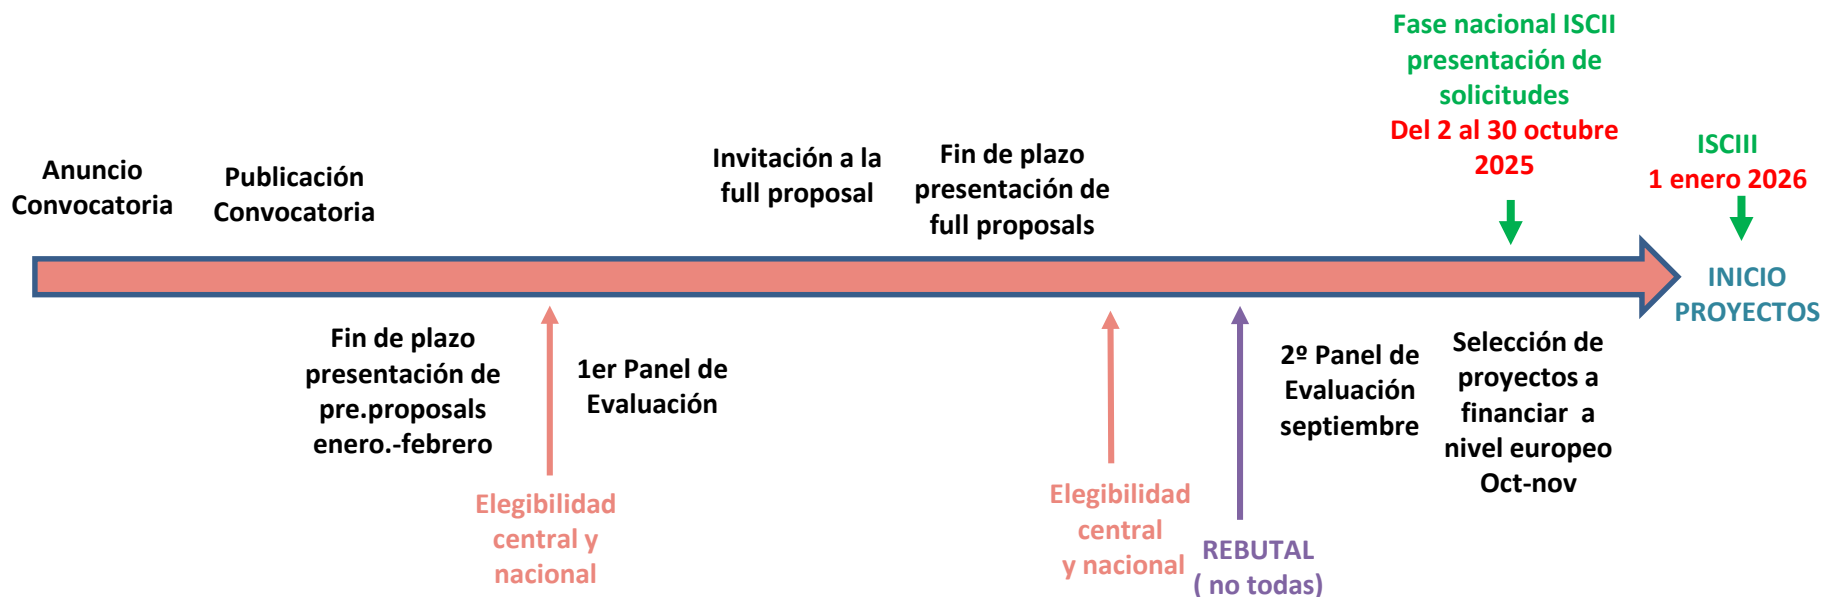 Anuncio
Convocatoria
Publicación
Convocatoria
Invitación a la
full proposal
Fin de plazo
presentación de
full proposals
Fase nacional ISCII
presentación de
solicitudes
Del 2 al 30 octubre
2025
ISCIII
1 enero 2026
INICIO
PROYECTOS
Fin de plazo
presentación de
pre.proposals
enero.-febrero
1er Panel de
Evaluación
Elegibilidad
central y
nacional
Elegibilidad
central
y nacional
REBUTAL
( no todas)
2º Panel de
Evaluación
septiembre
Selección de
proyectos a
financiar a
nivel europeo
Oct-nov